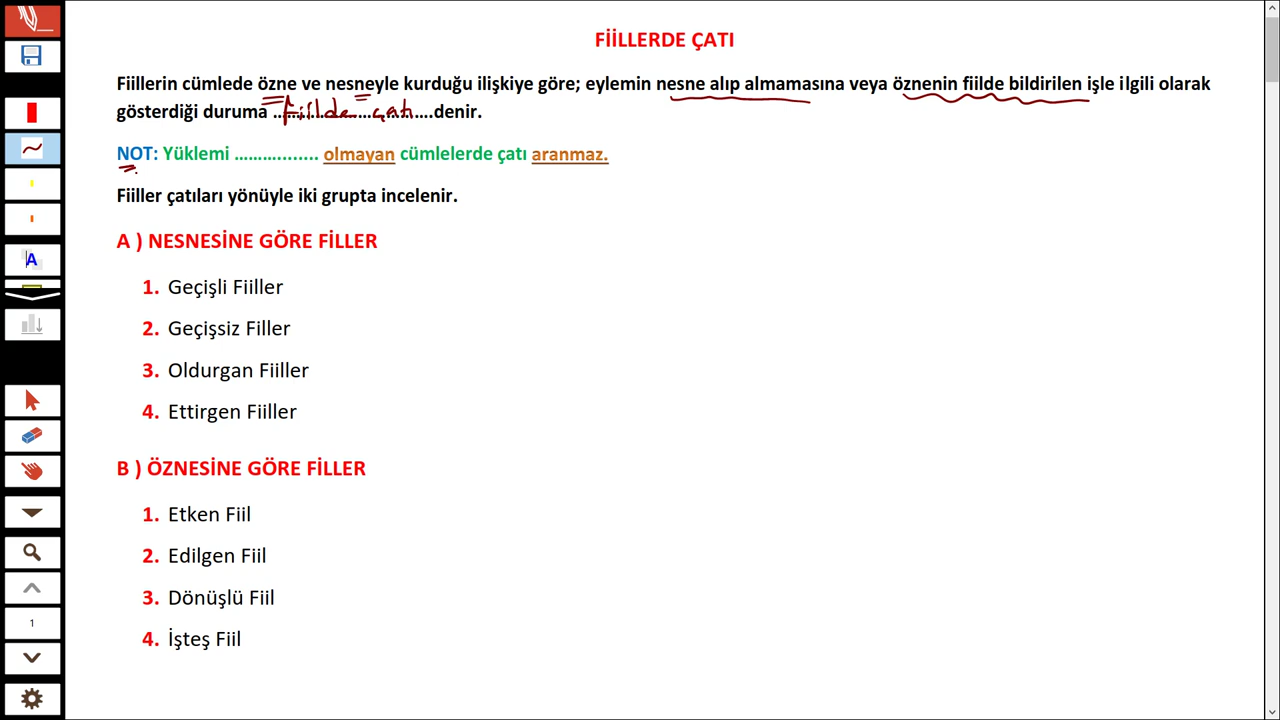 FİİLLERDE ÇATI
Fiillerin cümlede özne ve nesneyle kurduğu ilişkiye göre; eylemin nesne alıp almamasına veya öznenin fiilde bildirilen işle ilgili olarak
gösterdiği duruma ...fiilde çatı....denir.
NOT: Yüklemi ………........ olmayan cümlelerde çatı aranmaz.
Fiiller çatıları yönüyle iki grupta incelenir.
A ) NESNESİNE GÖRE FİLLER
1. Geçişli Fiiller
2. Geçişsiz Filler
3. Oldurgan Fiiller
4. Ettirgen Fiiller
B ) ÖZNESİNE GÖRE FİLLER
1. Etken Fiil
2. Edilgen Fiil
3. Dönüşlü Fiil
4. İşteş Fiil
A
1